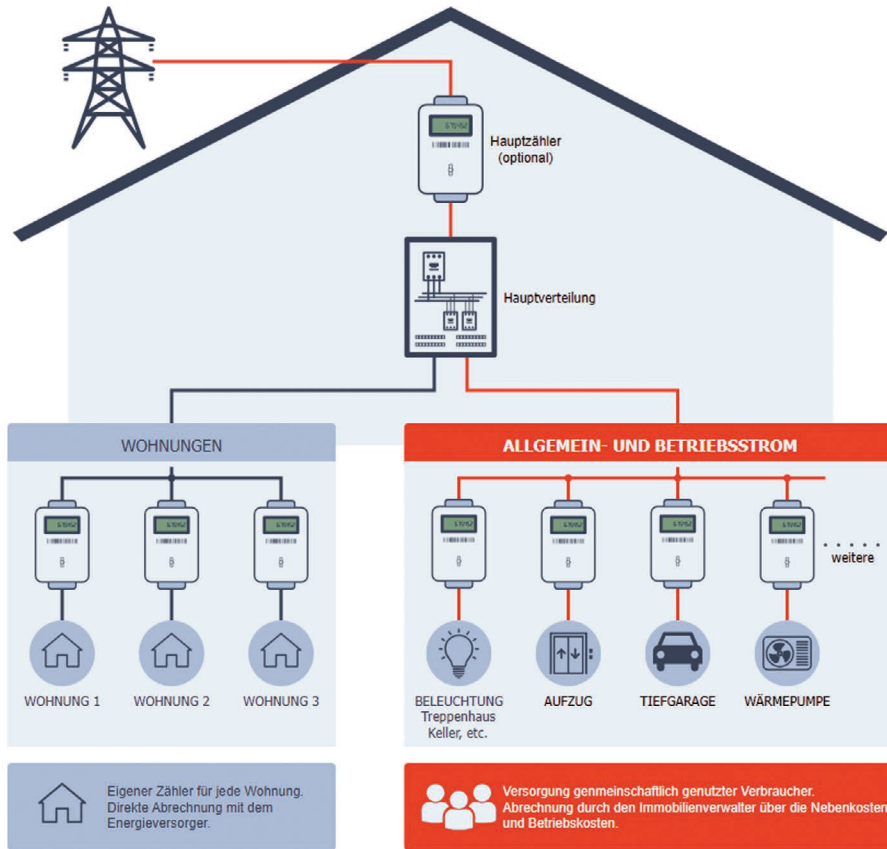 Hauptzähler
(optional)
Hauptverteilung
WOHNUNGEN
ALLGEMEIN- UND BETRIEBSSTROM
weitere
WOHNUNG 1
WOHNUNG 2
WOHNUNG 3
BELEUCHTUNG
Treppenhaus
Keller, etc.
AUFZUG
TIEFGARAGE
WÄRMEPUMPE
Eigener Zähler für jede Wohnung.
Direkte Abrechnung mit dem
Energieversorger.
Versorgung genmeinschaftlich genutzter Verbraucher.
Abrechnung durch den Immobilienverwalter über die Nebenkosten
und Betriebskosten.